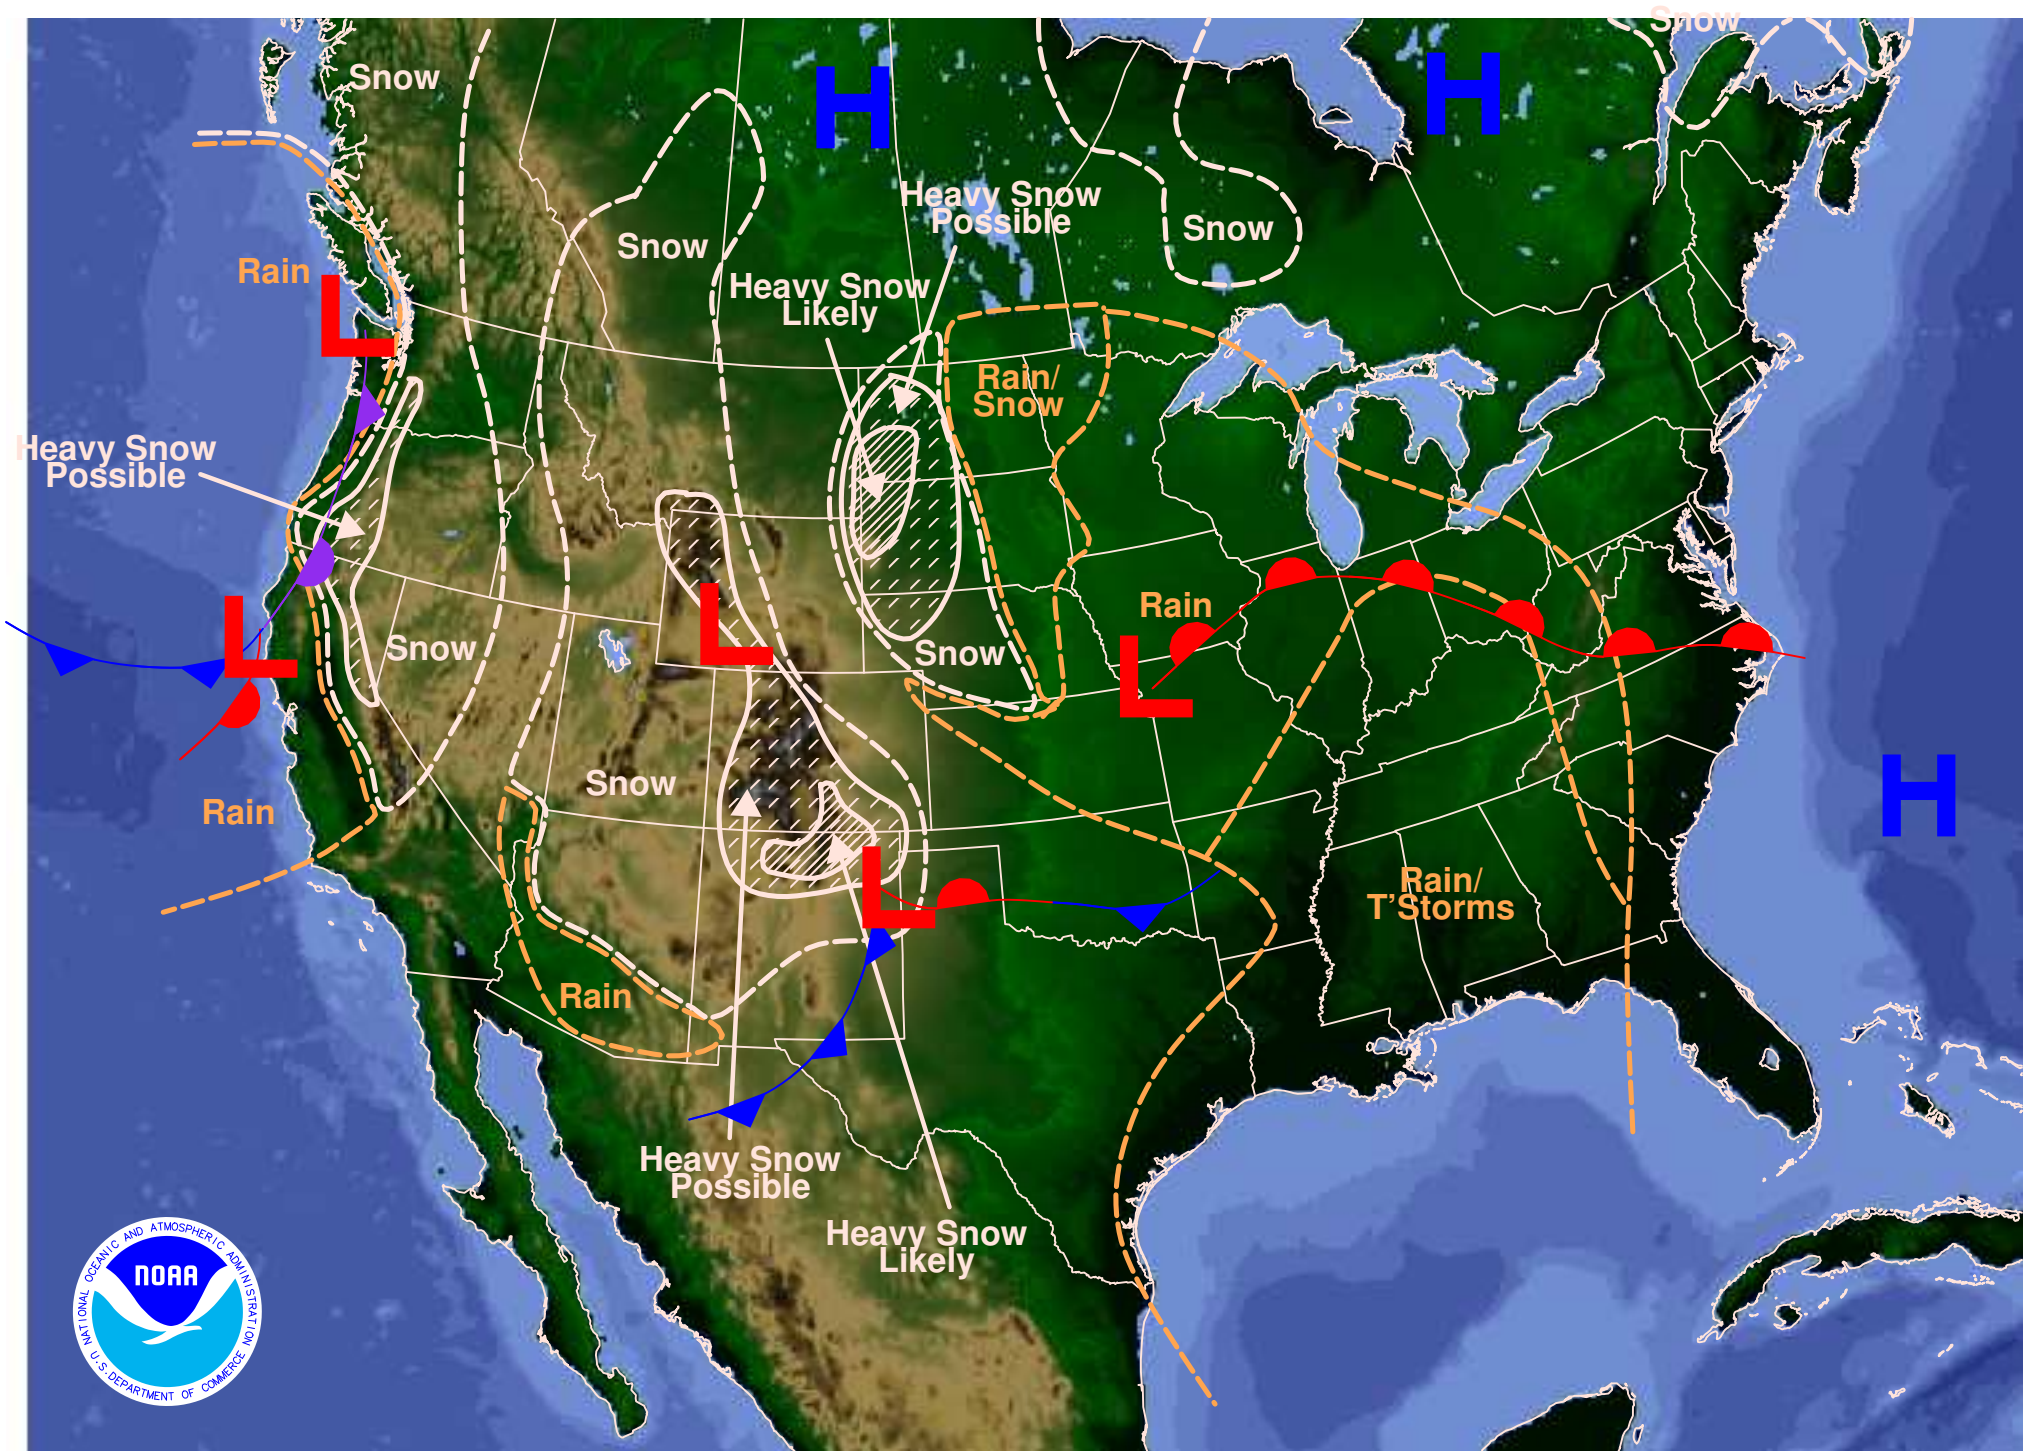 Snow
Snow
H
H
Heavy Snow
Possible
Snow
Snow
Rain
Heavy Snow
Likely
L
Rain/
Snow
Heavy Snow
Possible
Rain
L
L
L
Snow
Snow
Snow
H
Rain
L
Rain/
T'Storms
Rain
Heavy Snow
Possible
Heavy Snow
Likely
NATIONAL OCEANIC AND ATMOSPHERIC ADMINISTRATION
NOAA
U.S. DEPARTMENT OF COMMERCE